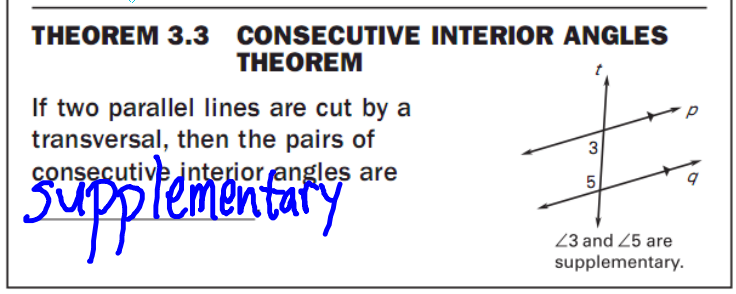 THEOREM 3.3 CONSECUTIVE INTERIOR ANGLES
THEOREM
If two parallel lines are cut by a
transversal, then the pairs of
consecutive interior angles are
supplementary
t
p
3
q
5
∠3 and ∠5 are
supplementary.